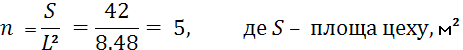 n = S/L² = 42/8.48 = 5, де S – площа цеху, м²